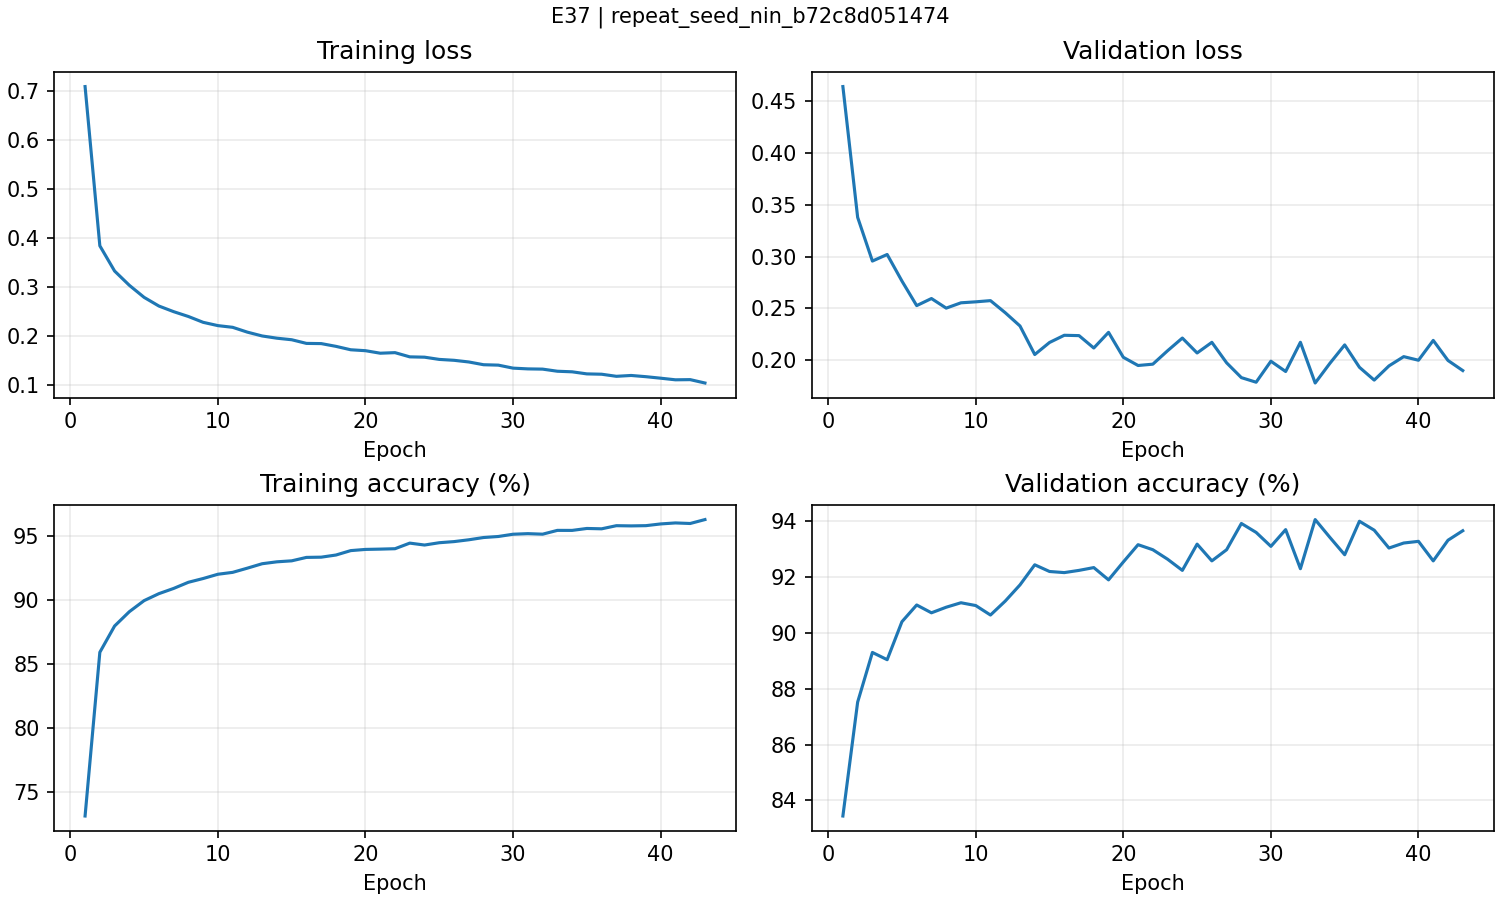 E37 | repeat_seed_nin_b72c8d051474
Training loss
0.7
0.6
0.5
0.4
0.3
0.2
0.1
0 10 20 30 40
Epoch
Validation loss
0.45
0.40
0.35
0.30
0.25
0.20
0 10 20 30 40
Epoch
Training accuracy (%)
95
90
85
80
75
0 10 20 30 40
Epoch
Validation accuracy (%)
94
92
90
88
86
84
0 10 20 30 40
Epoch